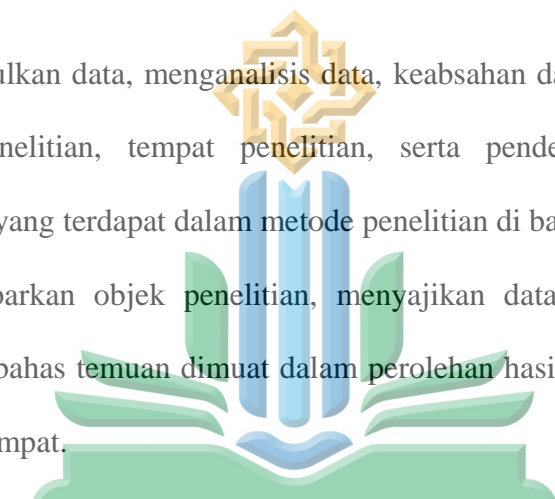 ulkan data, menganalisis data, keabsahan da
nelitian, tempat penelitian, serta pende
yang terdapat dalam metode penelitian di ba
barkan objek penelitian, menyajikan data
bahas temuan dimuat dalam perolehan hasi
mpat.